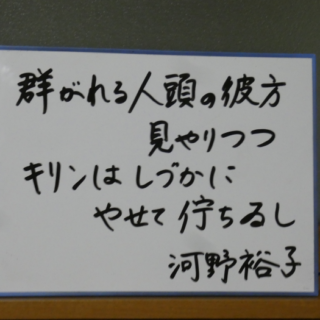 群がれる人頭の彼方
見やりつつ
キリンはしづかに
やせて佇ちるし
河野裕子